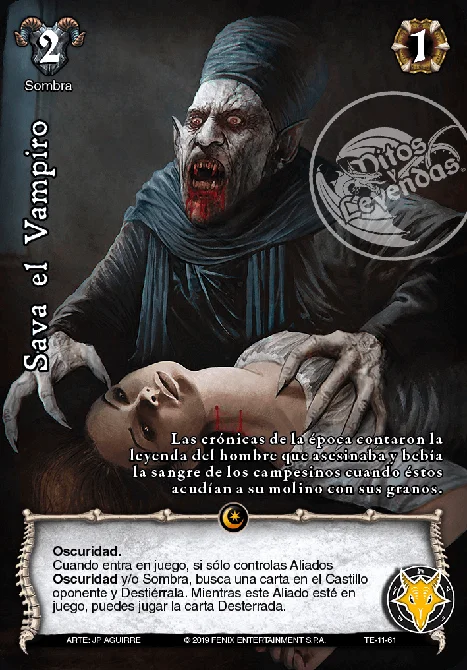 2
1
Sombra
Mitos
y
Leyendas
Sava el Vampiro
Las crónicas de la época contaron la
leyenda del hombre que asesinaba y bebía
la sangre de los campesinos cuando éstos
acudían a su molino con sus granos.
Oscuridad.
Cuando entra en juego, si sólo controlas Aliados
Oscuridad y/o Sombra, busca una carta en el Castillo
oponente y Destiérrala. Mientras este Aliado esté en
juego, puedes jugar la carta Desterrada.
ARTE: JP AGUIRRE © 2019 FENIX ENTERTAINMENT S.P.A. TE-11-61